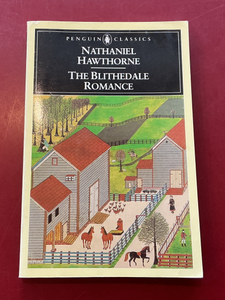 PENGUIN CLASSICS
NATHANIEL
HAWTHORNE
THE BLITHEDALE
ROMANCE